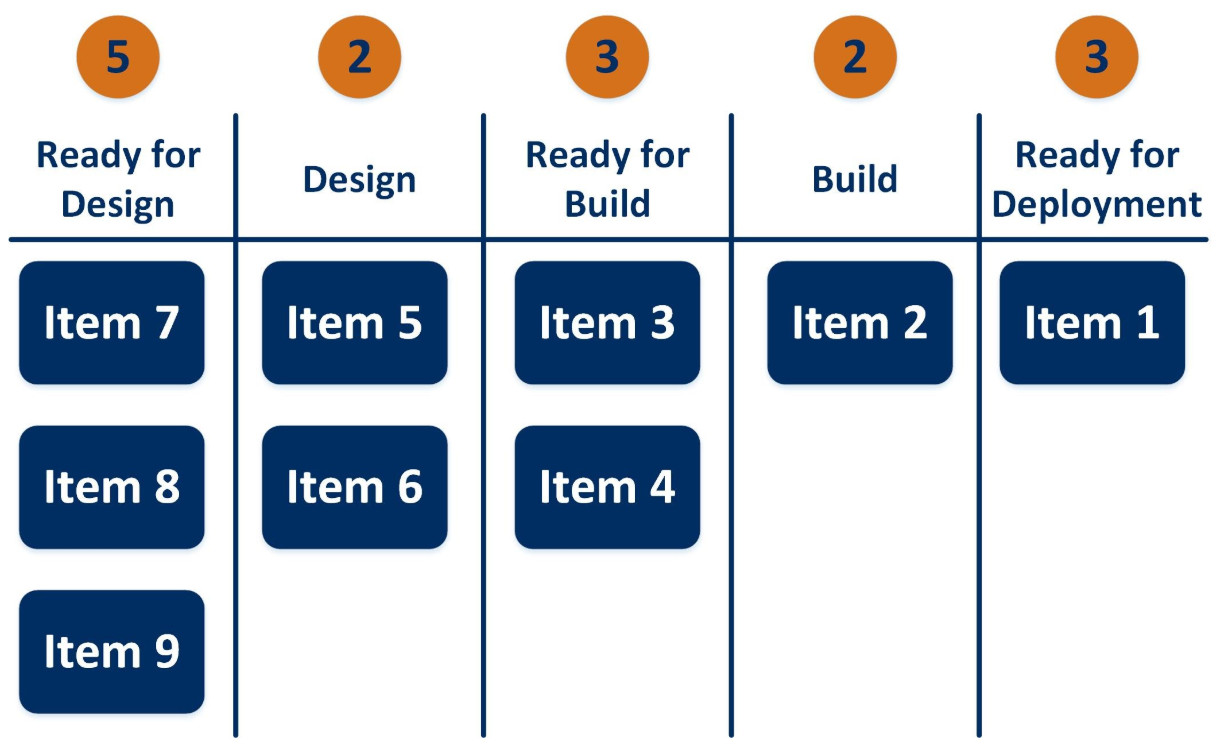 5
2
3
2
3
Ready for
Design
Design
Ready for
Build
Build
Ready for
Deployment
Item 7
Item 5
Item 3
Item 2
Item 1
Item 8
Item 6
Item 4
Item 9